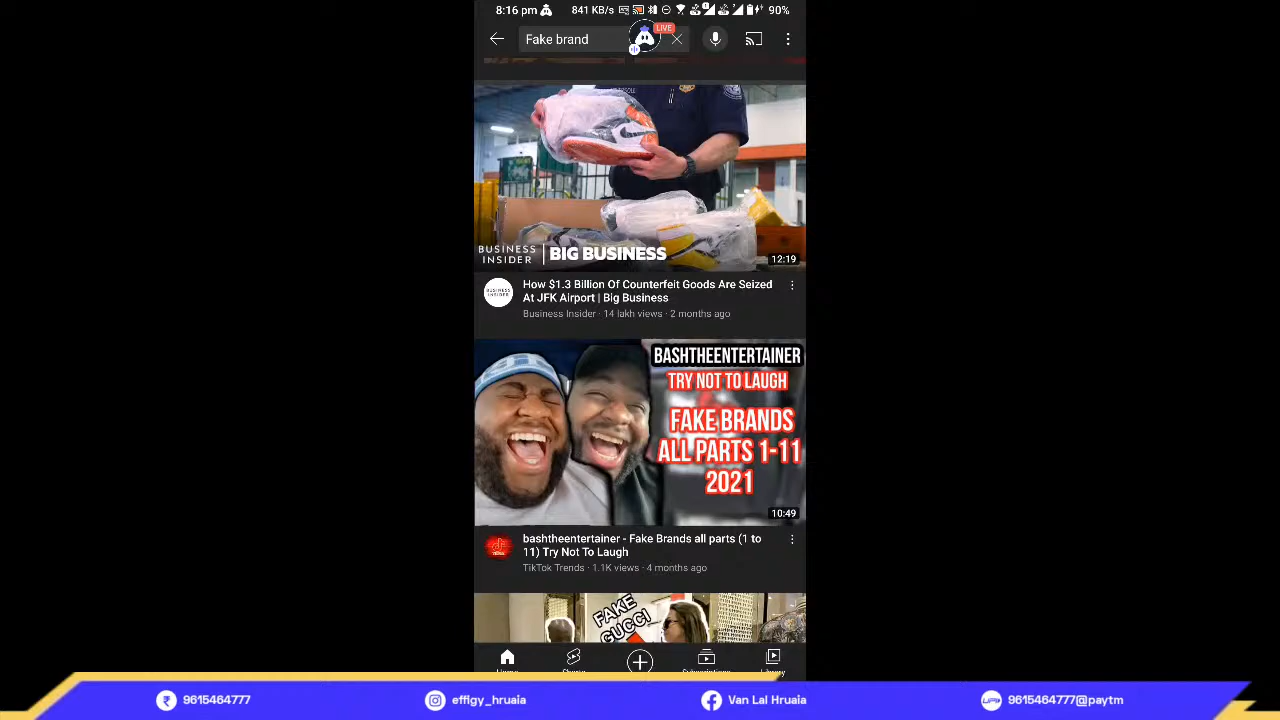 8:16 pm 841 KB/s 90%
LIVE
Fake brand
BUSINESS INSIDER | BIG BUSINESS
12:19
BUSINESS INSIDER
How $1.3 Billion Of Counterfeit Goods Are Seized
At JFK Airport | Big Business
Business Insider · 14 lakh views · 2 months ago
BASHTHEENTERTAINER
TRY NOT TO LAUGH
FAKE BRANDS
ALL PARTS 1-11
2021
10:49
bashtheentertainer - Fake Brands all parts (1 to
11) Try Not To Laugh
TikTok Trends · 1.1K views · 4 months ago
FAKE
GUCCI
9615464777
effigy_hruaia
Van Lal Hruaia
9615464777@paytm